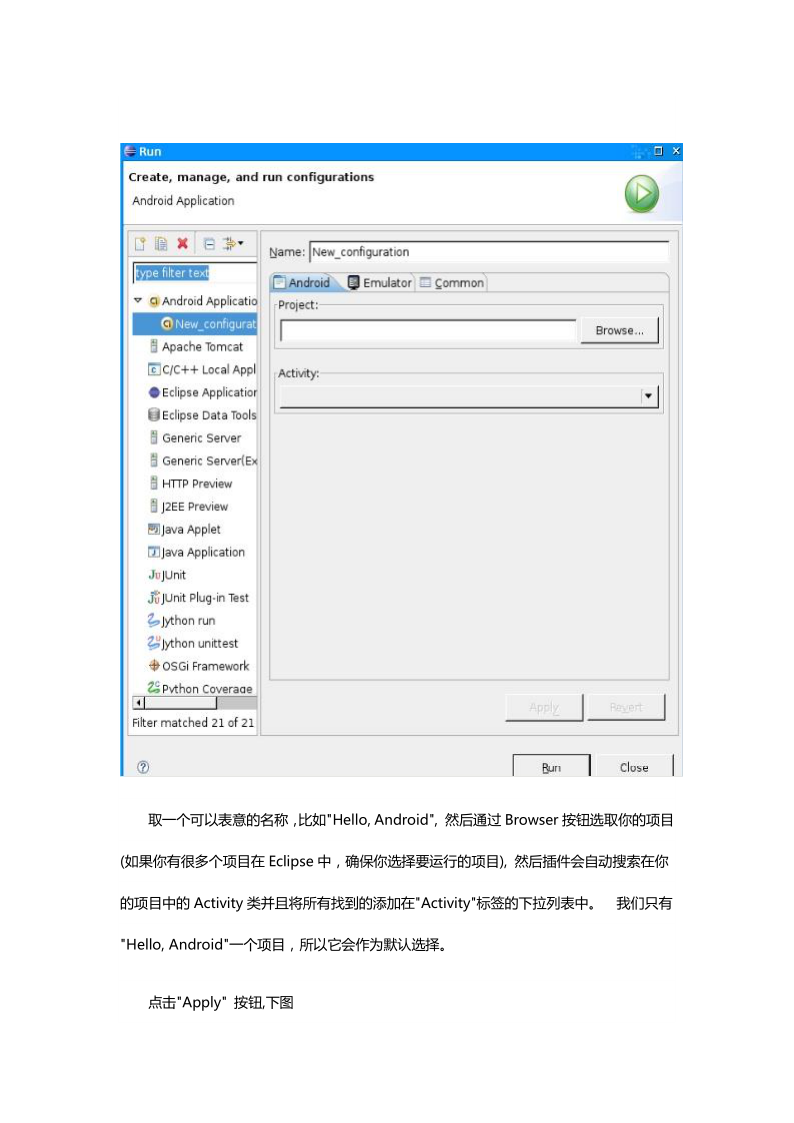 Run
Create, manage, and run configurations
Android Application
type filter text
Android Applicatio
New_configurat
Apache Tomcat
C/C++ Local Appl
Eclipse Application
Eclipse Data Tools
Generic Server
Generic Server(Ex
HTTP Preview
J2EE Preview
Java Applet
Java Application
JUnit
JUnit Plug-in Test
Jython run
Jython unittest
OSGi Framework
Python Coverage
Filter matched 21 of 21
Name: New_configuration
Android Emulator Common
Project:
Browse...
Activity:
Apply Revert
Run Close
取一个可以表意的名称,比如"Hello, Android", 然后通过 Browser 按钮选取你的项目
(如果你有很多个项目在 Eclipse 中，确保你选择要运行的项目), 然后插件会自动搜索在你
的项目中的 Activity 类并且将所有找到的添加在"Activity"标签的下拉列表中。 我们只有
"Hello, Android"一个项目，所以它会作为默认选择。
点击"Apply" 按钮,下图